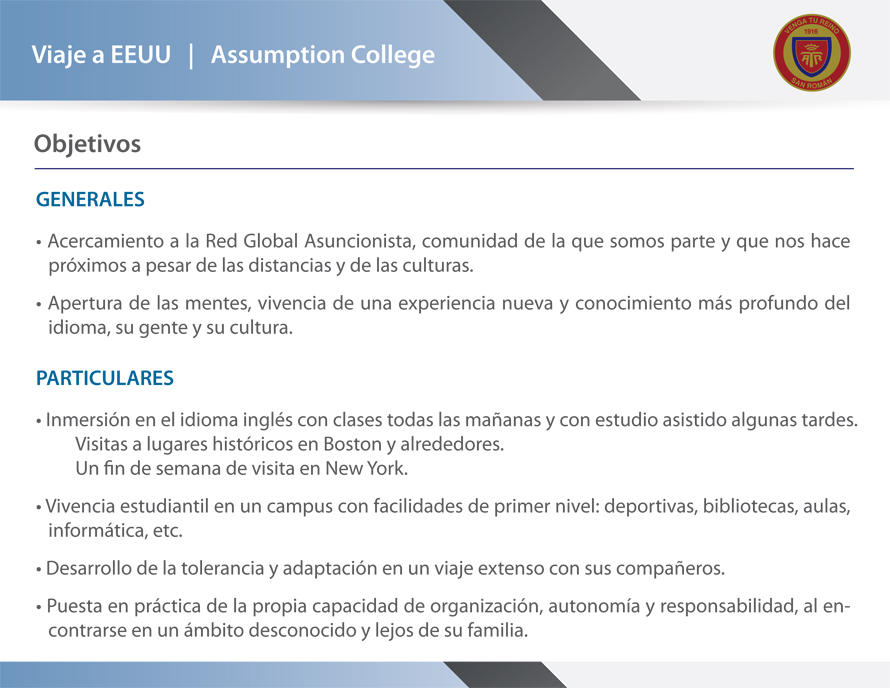 Viaje a EEUU | Assumption College
VENGA TU REINO
1916
SAN ROMÁN
Objetivos
GENERALES
• Acercamiento a la Red Global Asuncionista, comunidad de la que somos parte y que nos hace
próximos a pesar de las distancias y de las culturas.
• Apertura de las mentes, vivencia de una experiencia nueva y conocimiento más profundo del
idioma, su gente y su cultura.
PARTICULARES
• Inmersión en el idioma inglés con clases todas las mañanas y con estudio asistido algunas tardes.
Visitas a lugares históricos en Boston y alrededores.
Un fin de semana de visita en New York.
• Vivencia estudiantil en un campus con facilidades de primer nivel: deportivas, bibliotecas, aulas,
informática, etc.
• Desarrollo de la tolerancia y adaptación en un viaje extenso con sus compañeros.
• Puesta en práctica de la propia capacidad de organización, autonomía y responsabilidad, al en-
contrarse en un ámbito desconocido y lejos de su familia.